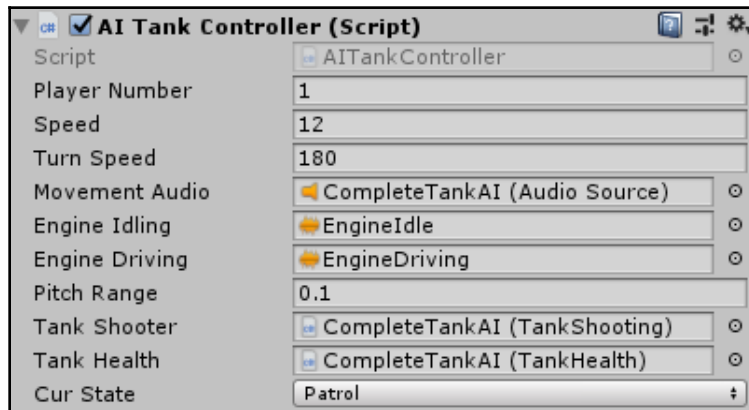 AI Tank Controller (Script)
Script AITankController
Player Number 1
Speed 12
Turn Speed 180
Movement Audio CompleteTankAI (Audio Source)
Engine Idling EngineIdle
Engine Driving EngineDriving
Pitch Range 0.1
Tank Shooter CompleteTankAI (TankShooting)
Tank Health CompleteTankAI (TankHealth)
Cur State Patrol